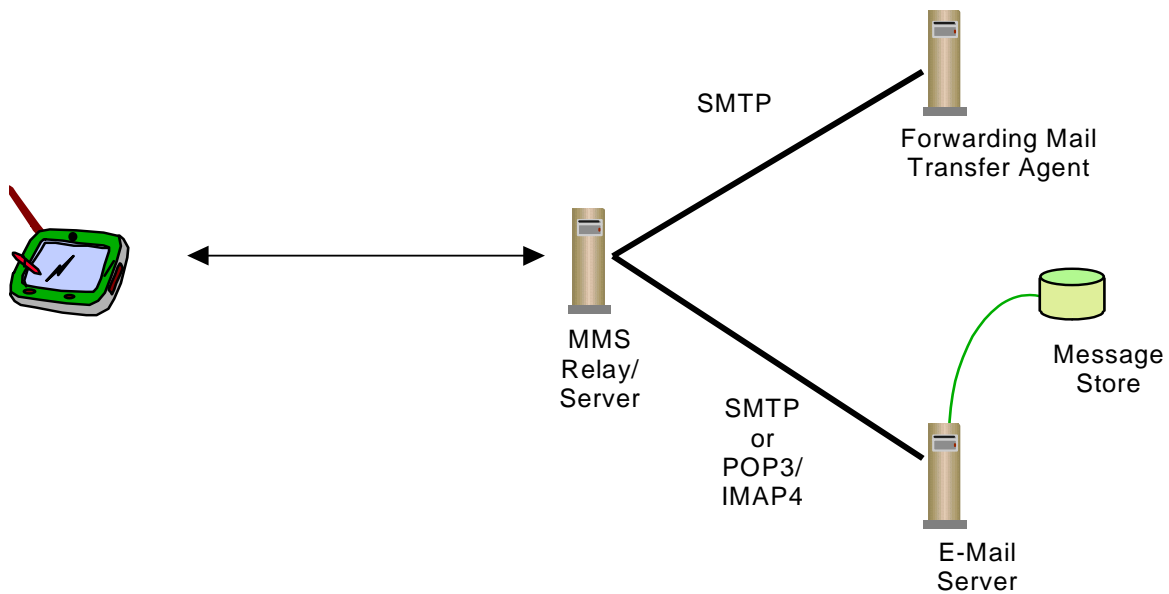 SMTP
Forwarding Mail
Transfer Agent
MMS
Relay/
Server
Message
Store
SMTP
or
POP3/
IMAP4
E-Mail
Server